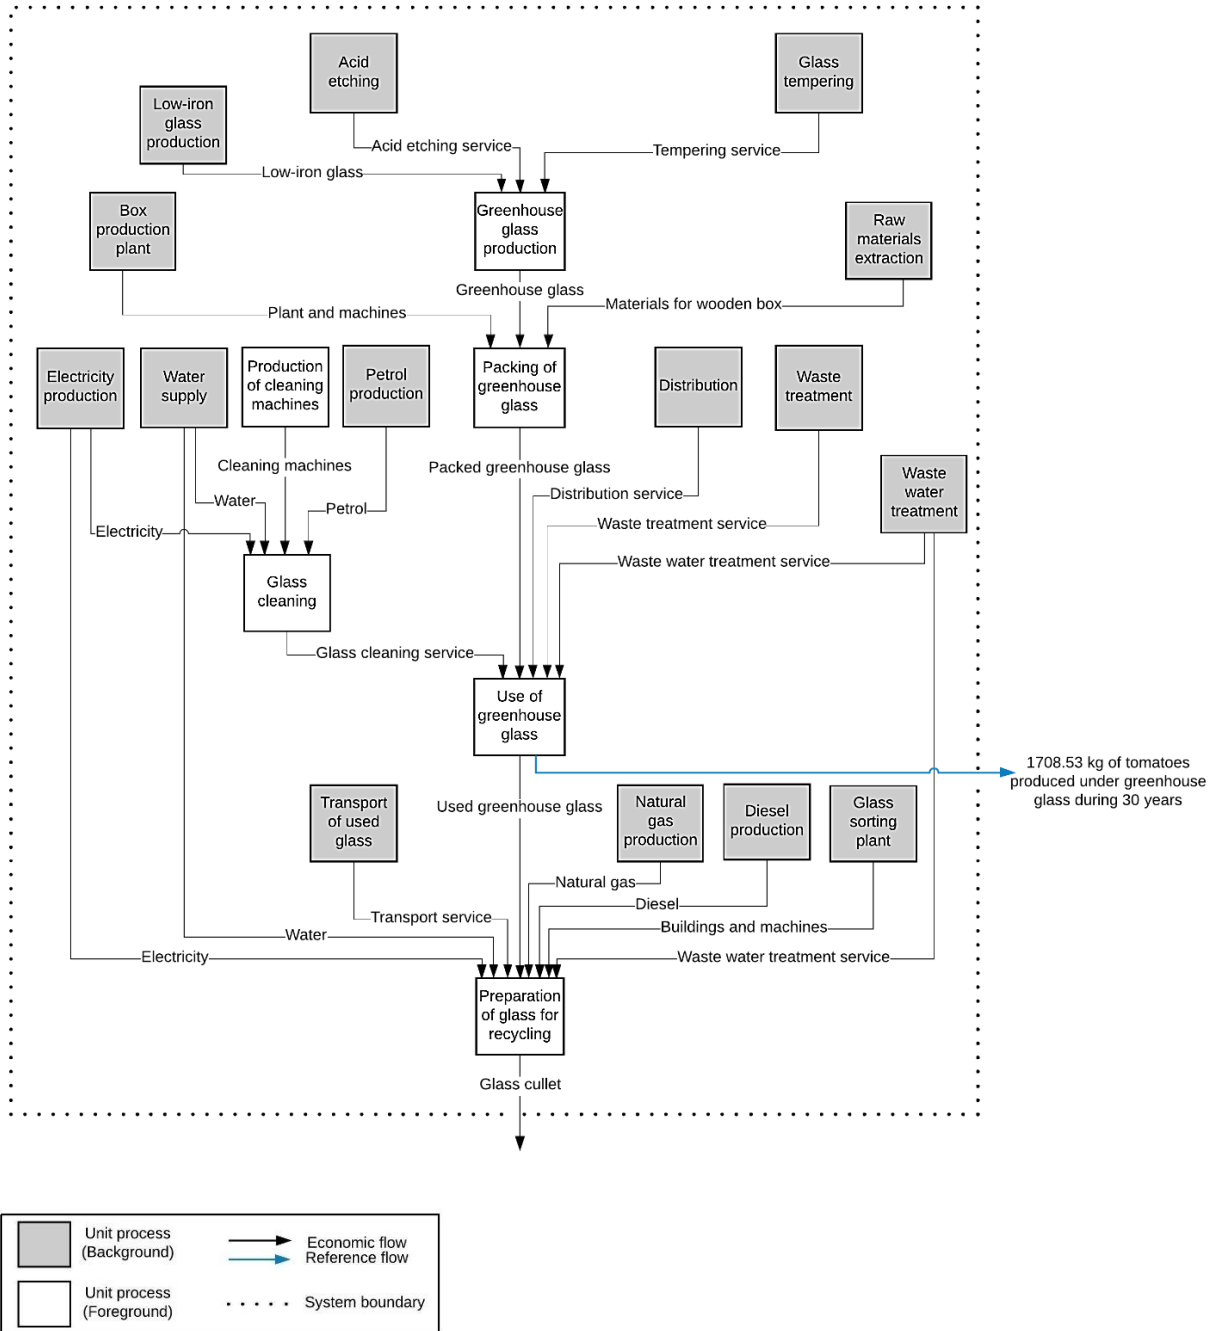 Acid
etching
Glass
tempering
Low-iron
glass
production
Acid etching service
Tempering service
Low-iron glass
Box
production
plant
Greenhouse
glass
production
Raw
materials
extraction
Greenhouse glass
Materials for wooden box
Plant and machines
Electricity
production
Water
supply
Production
of cleaning
machines
Petrol
production
Packing of
greenhouse
glass
Distribution
Waste
treatment
Cleaning machines
Packed greenhouse glass
Waste
water
treatment
Water
Petrol
Distribution service
Electricity
Waste treatment service
Waste water treatment service
Glass
cleaning
Glass cleaning service
Use of
greenhouse
glass
1708.53 kg of tomatoes
produced under greenhouse
glass during 30 years
Transport
of used
glass
Used greenhouse glass
Natural
gas
production
Diesel
production
Glass
sorting
plant
Natural gas
Diesel
Transport service
Buildings and machines
Water
Electricity
Waste water treatment service
Preparation
of glass for
recycling
Glass cullet
Unit process
(Background)
Economic flow
Reference flow
Unit process
(Foreground)
System boundary